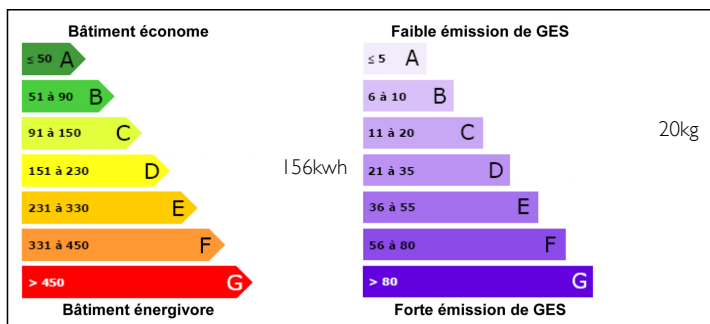 Bâtiment économe
≤ 50 A
51 à 90 B
91 à 150 C
151 à 230 D
156kwh
231 à 330 E
331 à 450 F
> 450 G
Bâtiment énergivore
Faible émission de GES
≤ 5 A
6 à 10 B
11 à 20 C
20kg
21 à 35 D
36 à 55 E
56 à 80 F
> 80 G
Forte émission de GES